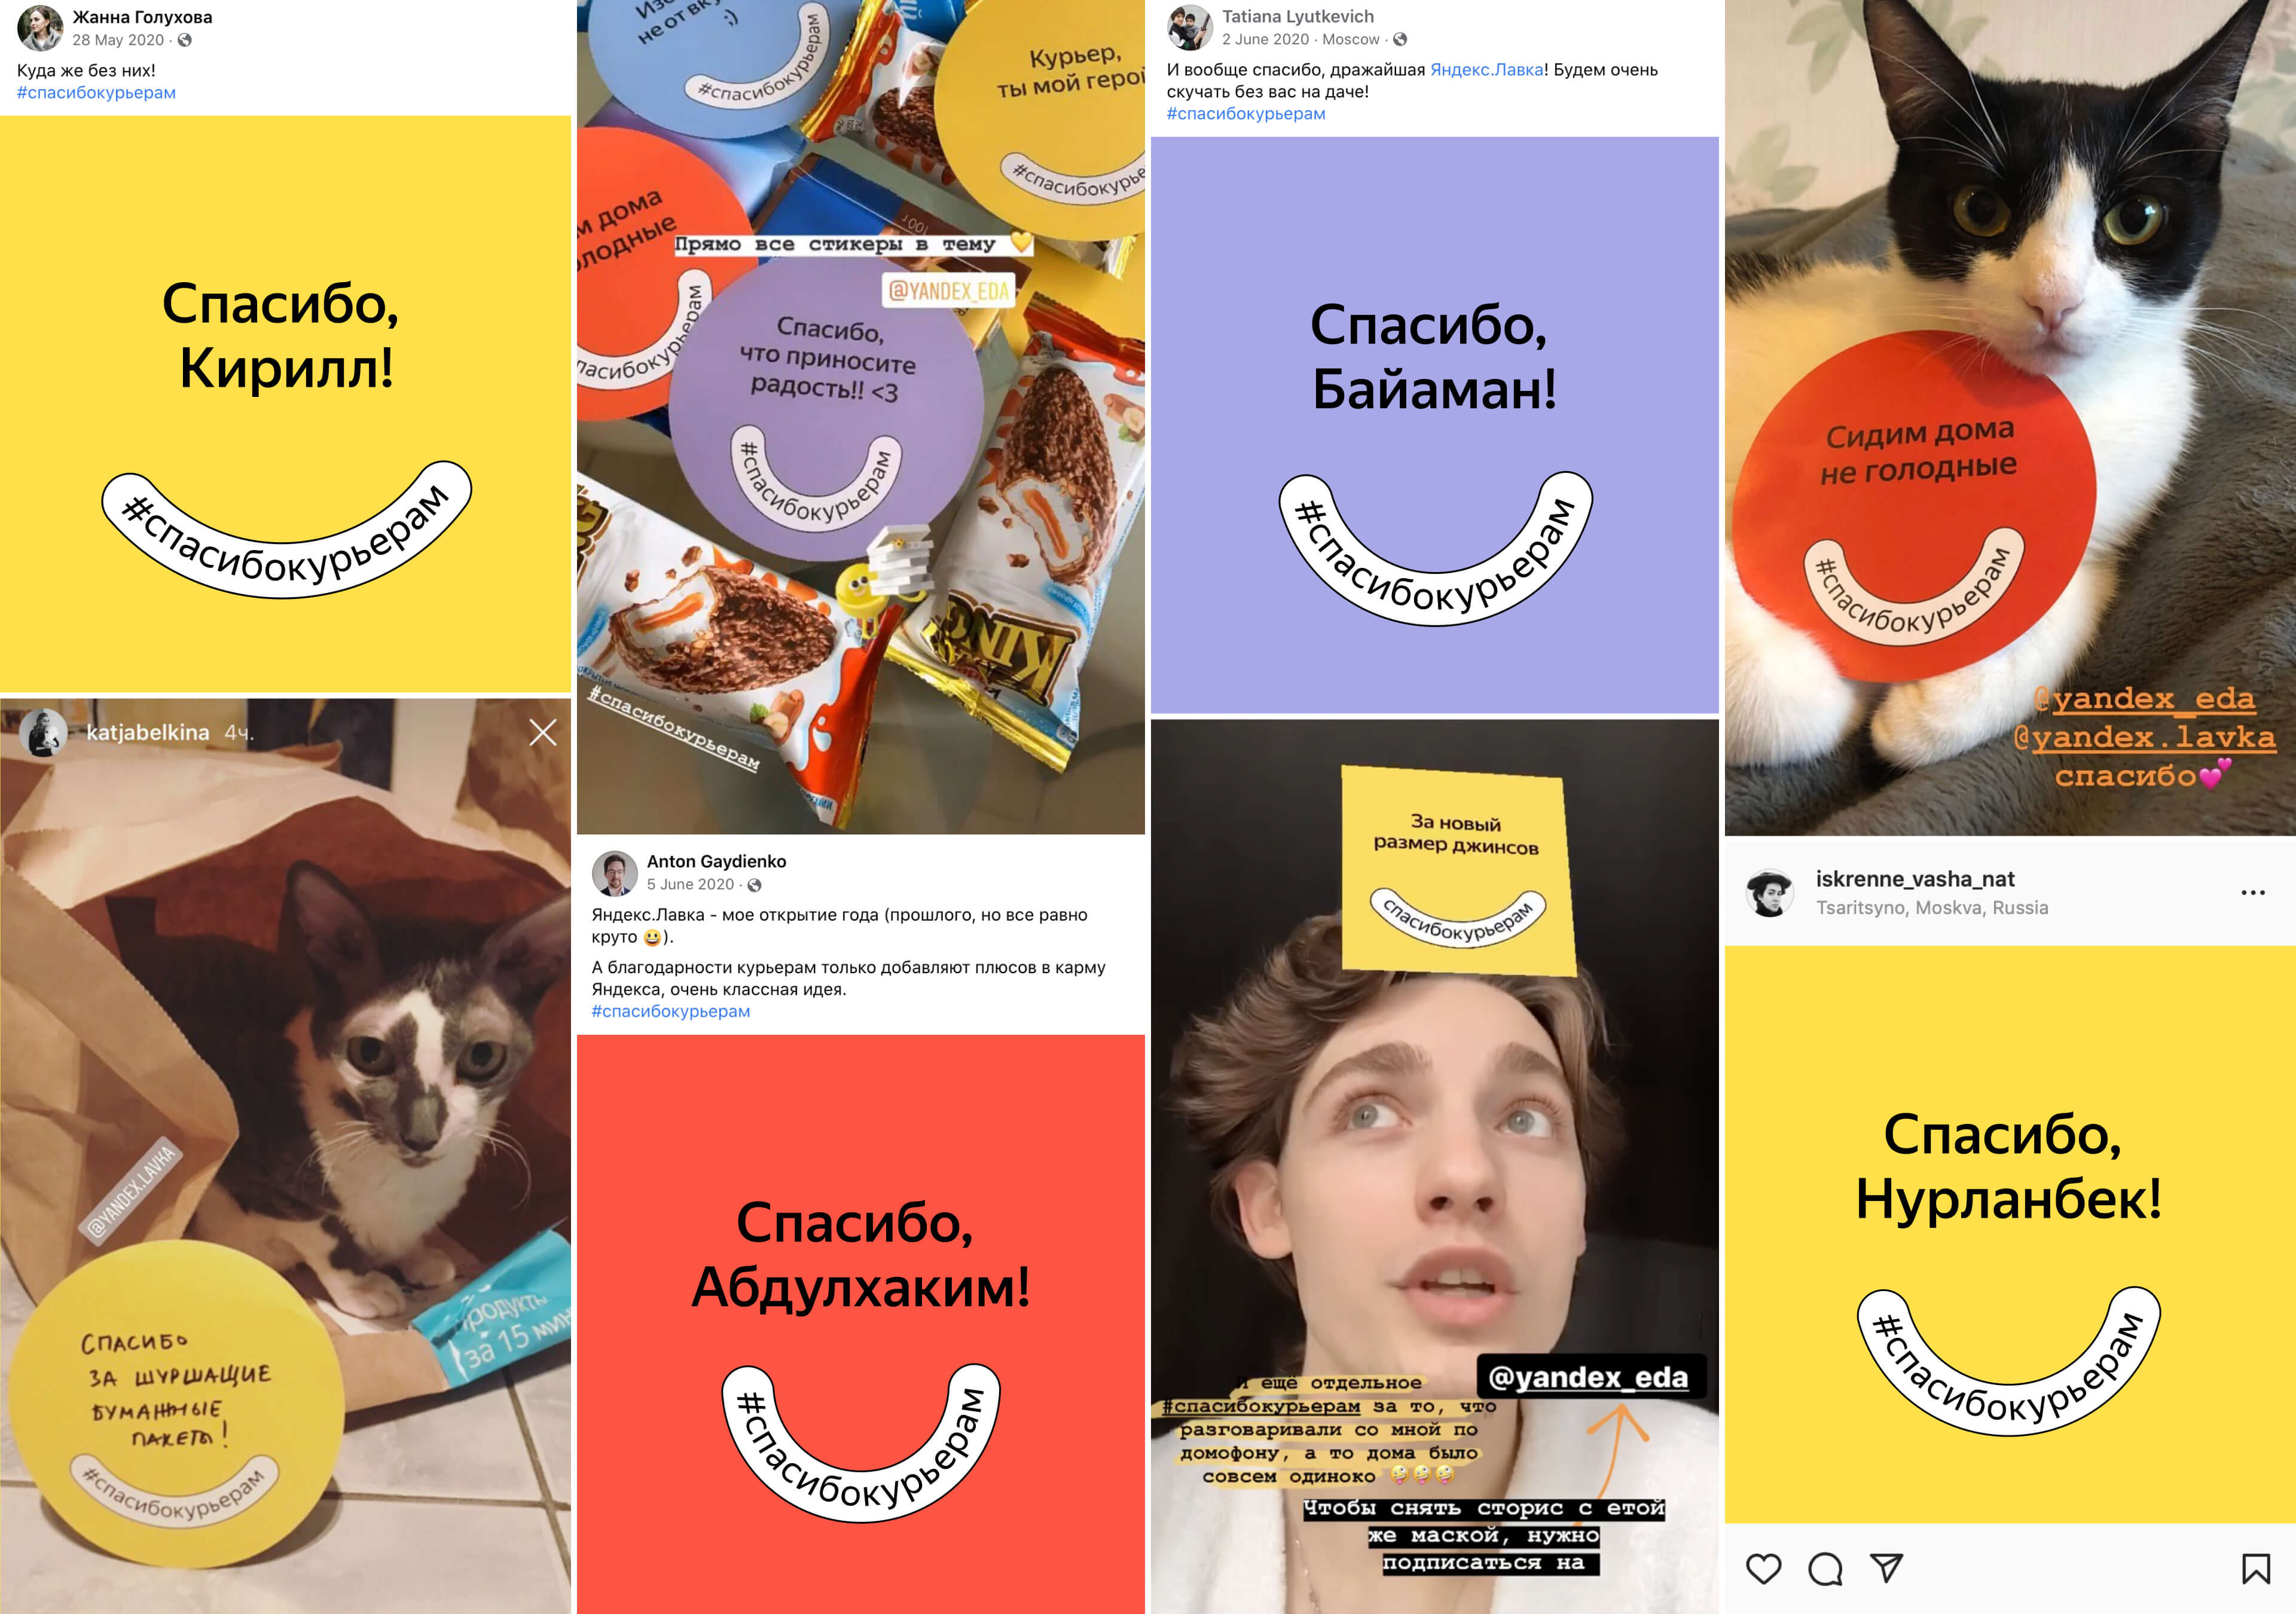 Жанна Голухова
28 May 2020
Куда же без них!
#спасибокурьерам
Спасибо,
Кирилл!
#спасибокурьерам
katjabelkina 4ч.
@YANDEX.LAVKA
СПАСИБО
ЗА ШУРШАЩИЕ
БУМАЖНЫЕ
ПАКЕТЫ!
#спасибокурьерам
родукты
за 15 мин
не от вку
;)
#спасибокурьерам
Курьер,
ты мой герой
#спасибокурье
м дома
лодные
пасибокурьерам
Прямо все стикеры в тему 💛
@YANDEX_EDA
Спасибо,
что приносите
радость!! <3
#спасибокурьерам
KING
#спасибокурьерам
Anton Gaydienko
5 June 2020
Яндекс.Лавка - мое открытие года (прошлого, но все равно
круто 😀).
А благодарности курьерам только добавляют плюсов в карму
Яндекса, очень классная идея.
#спасибокурьерам
Спасибо,
Абдулхаким!
#спасибокурьерам
Tatiana Lyutkevich
2 June 2020 · Moscow
И вообще спасибо, дражайшая Яндекс.Лавка! Будем очень
скучать без вас на даче!
#спасибокурьерам
Спасибо,
Байаман!
#спасибокурьерам
За новый
размер джинсов
спасибокурьерам
@yandex_eda
И ещё отдельное
#спасибокурьерам за то, что
разговаривали со мной по
домофону, а то дома было
совсем одиноко 🤪🤪🤪
Чтобы снять сторис с етой
же маской, нужно
подписаться на
Сидим дома
не голодные
#спасибокурьерам
@yandex_eda
@yandex.lavka
спасибо💕
iskrenne_vasha_nat
Tsaritsyno, Moskva, Russia
Спасибо,
Нурланбек!
#спасибокурьерам